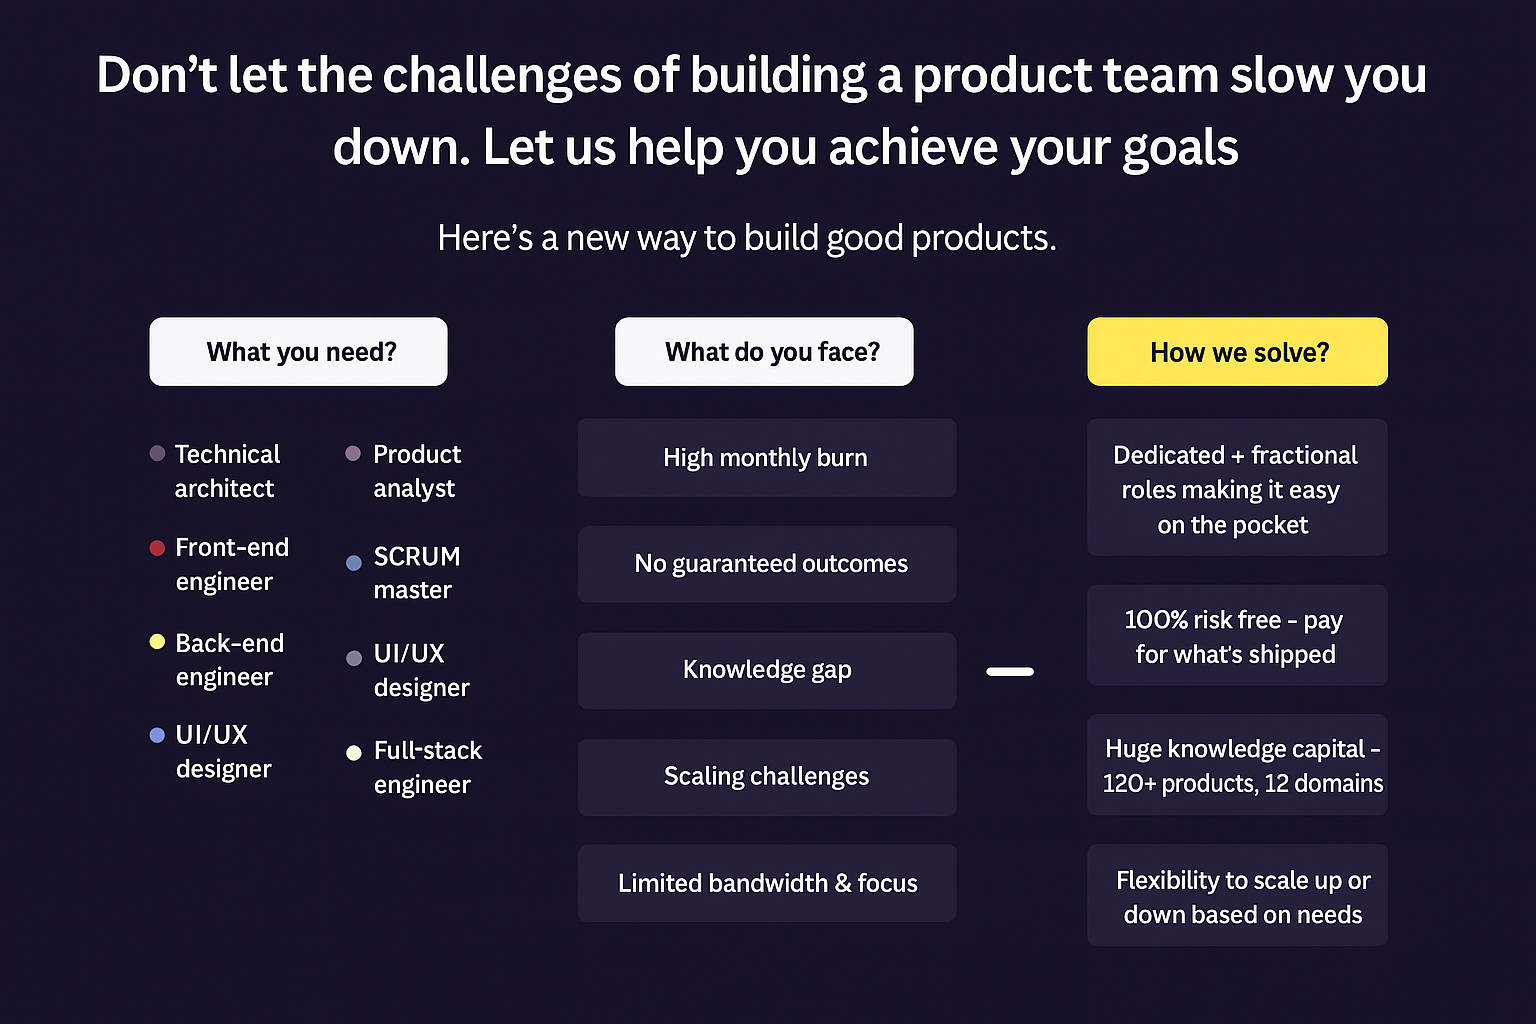 Don't let the challenges of building a product team slow you
down. Let us help you achieve your goals
Here's a new way to build good products.
What you need?
Technical
architect
Front-end
engineer
Back-end
engineer
UI/UX
designer
Product
analyst
SCRUM
master
UI/UX
designer
Full-stack
engineer
What do you face?
High monthly burn
No guaranteed outcomes
Knowledge gap
Scaling challenges
Limited bandwidth & focus
How we solve?
Dedicated + fractional
roles making it easy
on the pocket
100% risk free - pay
for what's shipped
Huge knowledge capital -
120+ products, 12 domains
Flexibility to scale up or
down based on needs